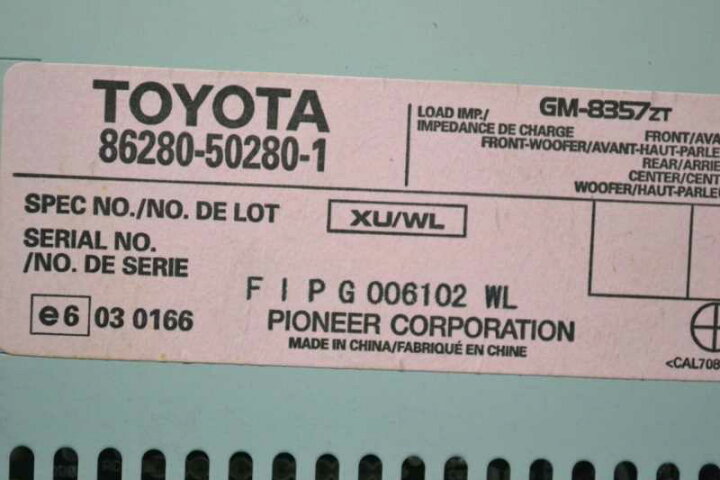 TOYOTA
86280-50280-1
LOAD IMP./
IMPEDANCE DE CHARGE
GM-8357ZT
FRONT/AVA
FRONT-WOOFER/AVANT-HAUT-PARLE
REAR/ARRIE
CENTER/CENT
WOOFER/HAUT-PARLE
SPEC NO./NO. DE LOT
XU/WL
SERIAL NO.
/NO. DE SERIE
F I P G 006102 WL
e6 03 0166
PIONEER CORPORATION
MADE IN CHINA/FABRIQUÉ EN CHINE
<CAL708